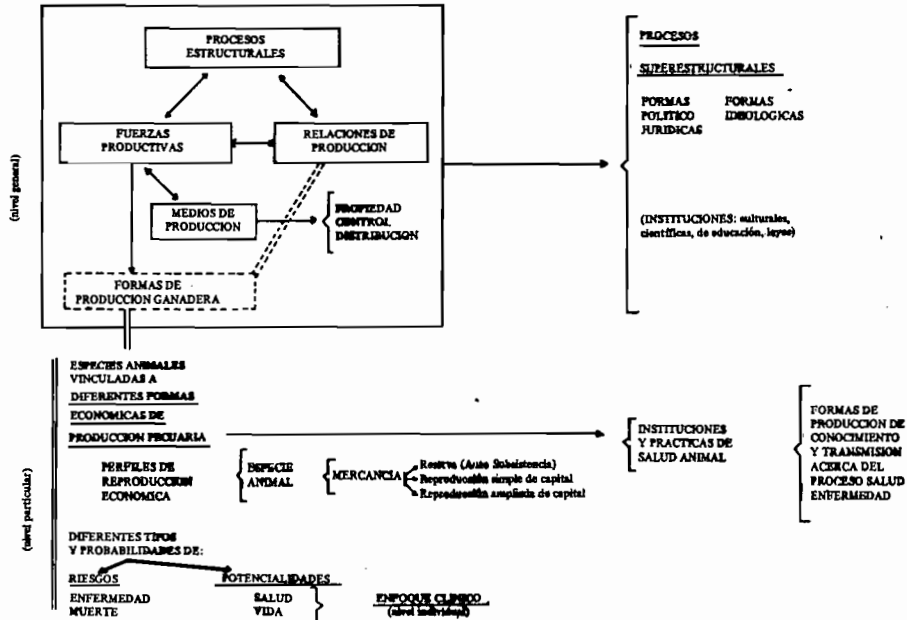 PROCESOS
ESTRUCTURALES
FUERZAS
PRODUCTIVAS
RELACIONES DE
PRODUCCION
MEDIOS DE
PRODUCCION
PROPIEDAD
CONTROL
DISTRIBUCION
FORMAS DE
PRODUCCION GANADERA
(nivel general)
PROCESOS
SUPERESTRUCTURALES
FORMAS FORMAS
POLITICO IDEOLOGICAS
JURIDICAS
(INSTITUCIONES: culturales,
científicas, de educación, leyes)
ESPECIES ANIMALES
VINCULADAS A
DIFERENTES FORMAS
ECONOMICAS DE
PRODUCCION PECUARIA
PERFILES DE
REPRODUCCION
ECONOMICA
ESPECIE
ANIMAL
MERCANCIA
Reserva (Auto Subsistencia)
Reproducción simple de capital
Reproducción ampliada de capital
INSTITUCIONES
Y PRACTICAS DE
SALUD ANIMAL
FORMAS DE
PRODUCCION DE
CONOCIMIENTO
Y TRANSMISION
ACERCA DEL
PROCESO SALUD
ENFERMEDAD
(nivel particular)
DIFERENTES TIPOS
Y PROBABILIDADES DE:
RIESGOS POTENCIALIDADES
ENFERMEDAD SALUD
MUERTE VIDA
ENFOQUE CLINICO
(nivel individual)